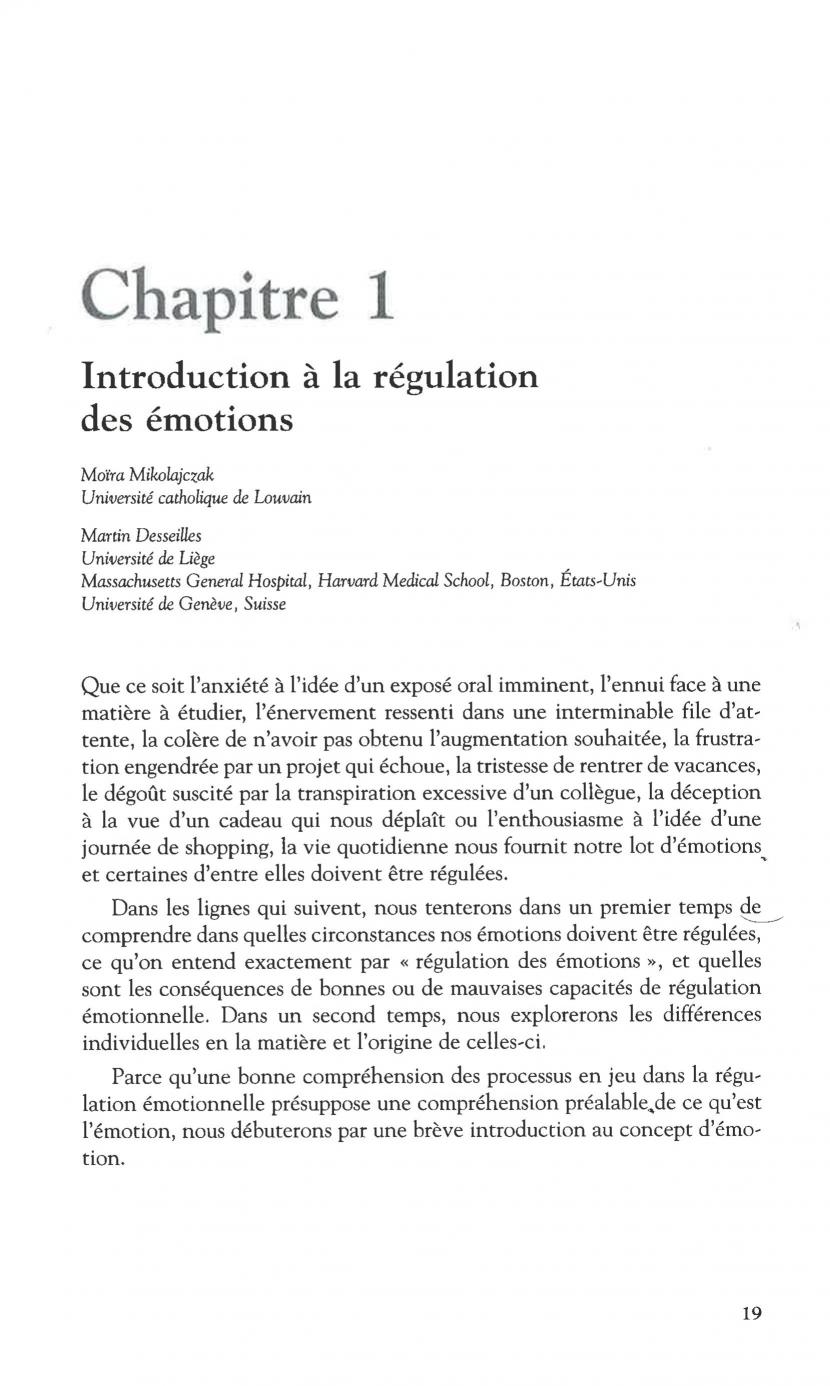 Chapitre 1
Introduction à la régulation
des émotions
Moïra Mikolajczak
Université catholique de Louvain
Martin Desseilles
Université de Liège
Massachusetts General Hospital, Harvard Medical School, Boston, États-Unis
Université de Genève, Suisse
Que ce soit l'anxiété à l'idée d'un exposé oral imminent, l'ennui face à une
matière à étudier, l'énervement ressenti dans une interminable file d'at-
tente, la colère de n'avoir pas obtenu l'augmentation souhaitée, la frustra-
tion engendrée par un projet qui échoue, la tristesse de rentrer de vacances,
le dégoût suscité par la transpiration excessive d'un collègue, la déception
à la vue d'un cadeau qui nous déplaît ou l'enthousiasme à l'idée d'une
journée de shopping, la vie quotidienne nous fournit notre lot d'émotions
et certaines d'entre elles doivent être régulées.
Dans les lignes qui suivent, nous tenterons dans un premier temps de
comprendre dans quelles circonstances nos émotions doivent être régulées,
ce qu'on entend exactement par « régulation des émotions », et quelles
sont les conséquences de bonnes ou de mauvaises capacités de régulation
émotionnelle. Dans un second temps, nous explorerons les différences
individuelles en la matière et l'origine de celles-ci.
Parce qu'une bonne compréhension des processus en jeu dans la régu-
lation émotionnelle présuppose une compréhension préalable de ce qu'est
l'émotion, nous débuterons par une brève introduction au concept d'émo-
tion.
19